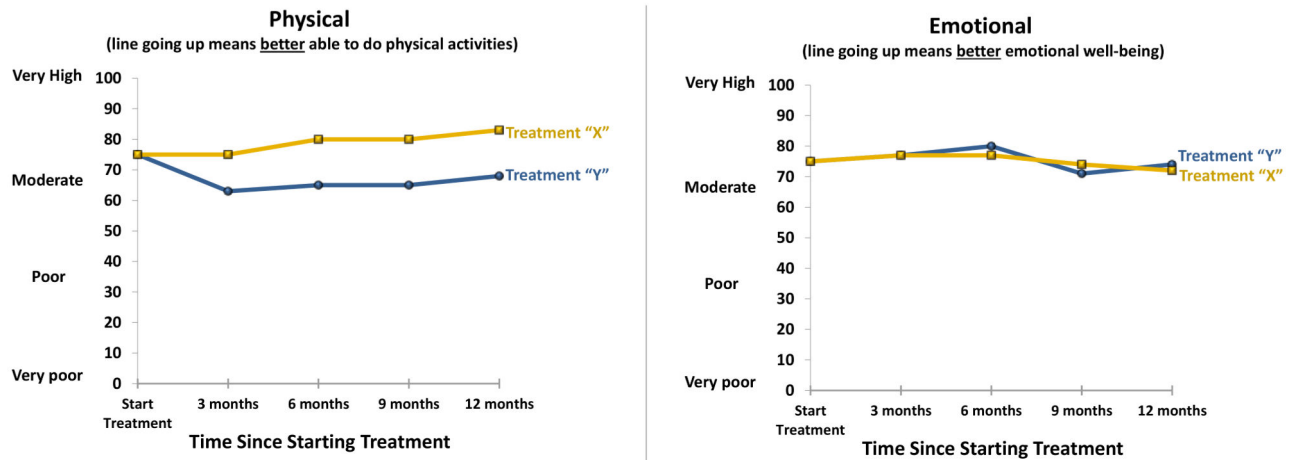 Physical
(line going up means better able to do physical activities)
Very High
Moderate
Poor
Very poor
100
90
80
70
60
50
40
30
20
10
0
Treatment “X”
Treatment “Y”
Start Treatment
3 months
6 months
9 months
12 months
Time Since Starting Treatment
Emotional
(line going up means better emotional well-being)
Very High
Moderate
Poor
Very poor
100
90
80
70
60
50
40
30
20
10
0
Treatment “Y”
Treatment “X”
Start Treatment
3 months
6 months
9 months
12 months
Time Since Starting Treatment